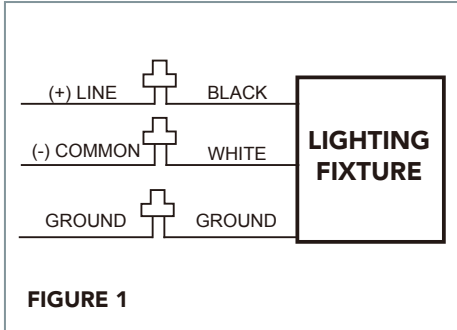 (+) LINE BLACK
(-) COMMON WHITE
LIGHTING
FIXTURE
GROUND GROUND
FIGURE 1